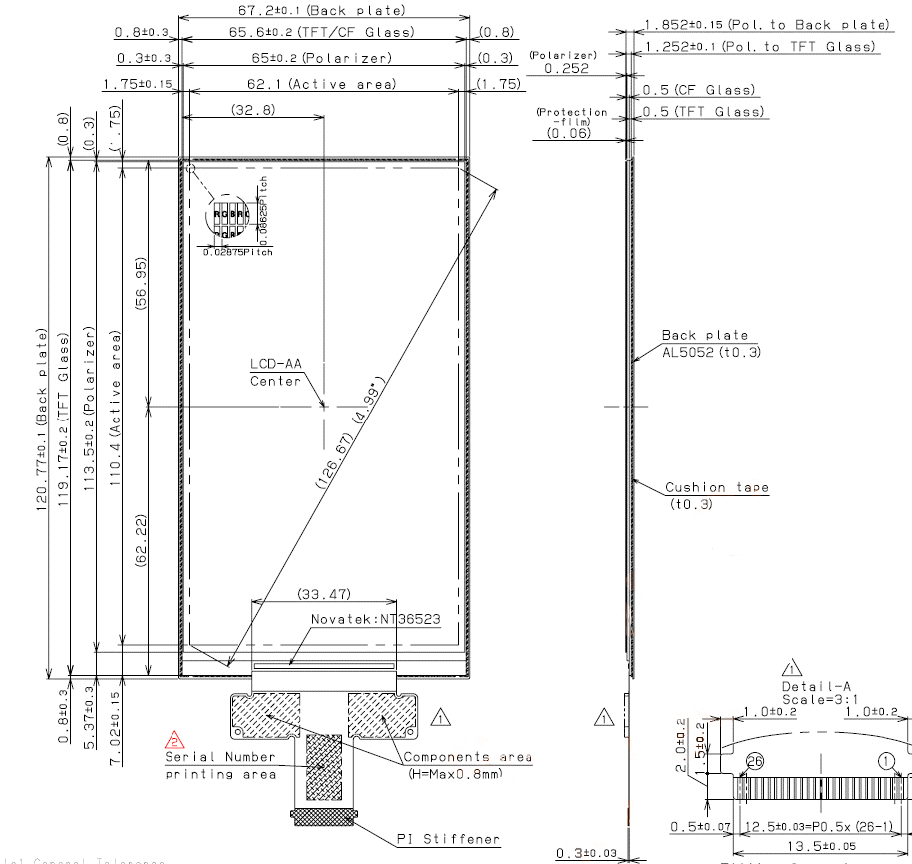 67.2±0.1 (Back plate)
0.8±0.3
65.6±0.2 (TFT/CF Glass)
(0.8)
0.3±0.3
65±0.2 (Polarizer)
(0.3)
1.75±0.15
62.1 (Active area)
(1.75)
(32.8)
1.852±0.15 (Pol. to Back plate)
1.252±0.1 (Pol. to TFT Glass)
(Polarizer)
0.252
0.5 (CF Glass)
(Protection
-film)
(0.06)
0.5 (TFT Glass)
(0.8)
(0.3)
(1.75)
RGBR
0.08625Pitch
0.02875Pitch
(56.95)
120.77±0.1 (Back plate)
119.17±0.2 (TFT Glass)
113.5±0.2 (Polarizer)
110.4 (Active area)
LCD-AA
Center
(126.67) (4.99")
Back plate
AL5052 (t0.3)
Cushion tape
(t0.3)
(62.22)
(33.47)
Novatek:NT36523
0.8±0.3
5.37±0.3
7.02±0.15
1
1
2
Serial Number
printing area
Components area
(H=Max0.8mm)
PI Stiffener
0.3±0.03
1
Detail-A
Scale=3:1
1.0±0.2
1.0±0.2
2.0±0.2
1.5±0.2
26
1
0.5±0.07
12.5±0.03=P0.5x (26-1)
13.5±0.05